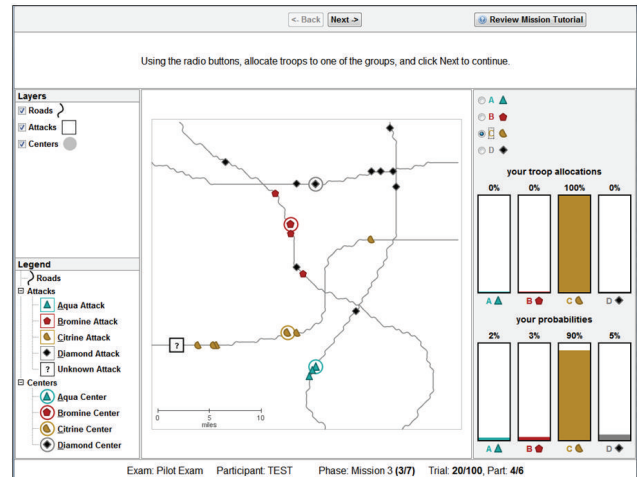 <- Back Next -> Review Mission Tutorial
Using the radio buttons, allocate troops to one of the groups, and click Next to continue.
Layers
Roads
Attacks
Centers
Legend
Roads
Attacks
Aqua Attack
Bromine Attack
Citrine Attack
Diamond Attack
? Unknown Attack
Centers
Aqua Center
Bromine Center
Citrine Center
Diamond Center
?
0 5 10
miles
A
B
C
D
your troop allocations
0% 0% 100% 0%
A B C D
your probabilities
2% 3% 90% 5%
A B C D
Exam: Pilot Exam Participant: TEST Phase: Mission 3 (3/7) Trial: 20/100, Part: 4/6